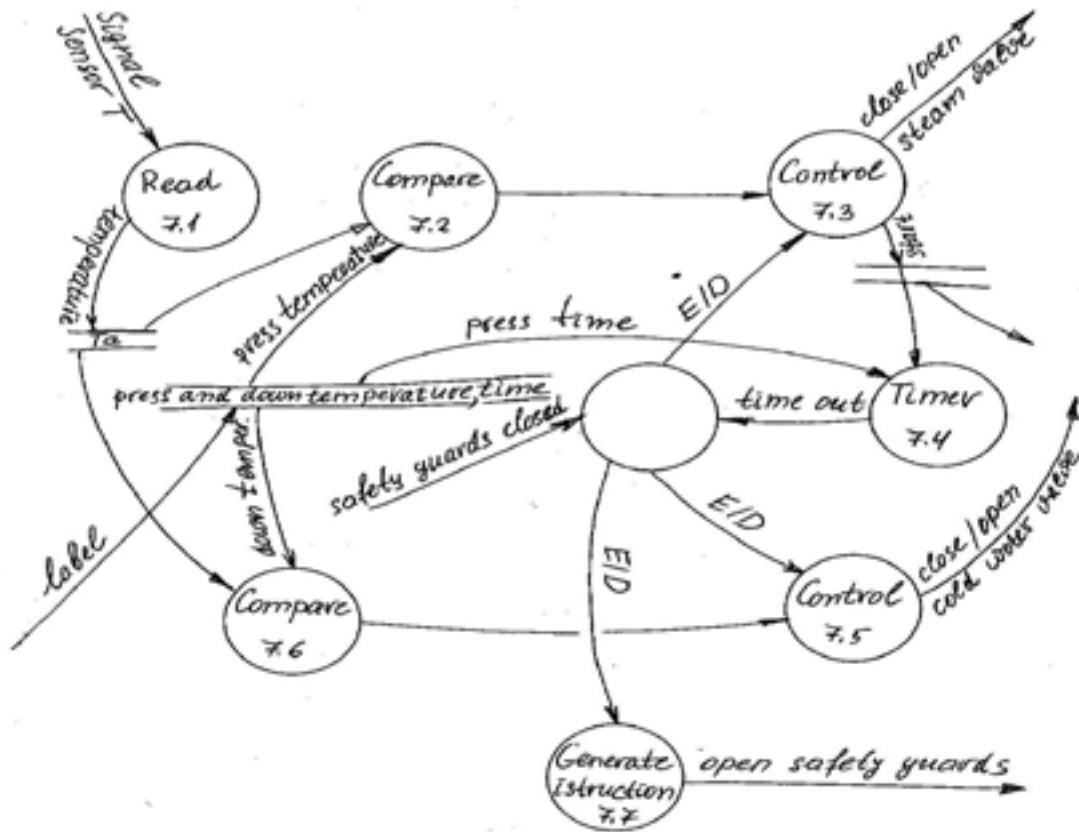 Signal
Sensor T
close/open
steam valve
Read
7.1
Compare
7.2
Control
7.3
temperature
Ta
press tempreature
E/D
start
press time
press and down temperature, time
time out
Timer
7.4
safety guards closed
down temper.
label
E/D
E/D
close/open
cold water valve
Compare
7.6
Control
7.5
Generate
Istruction
7.7
open safety guards